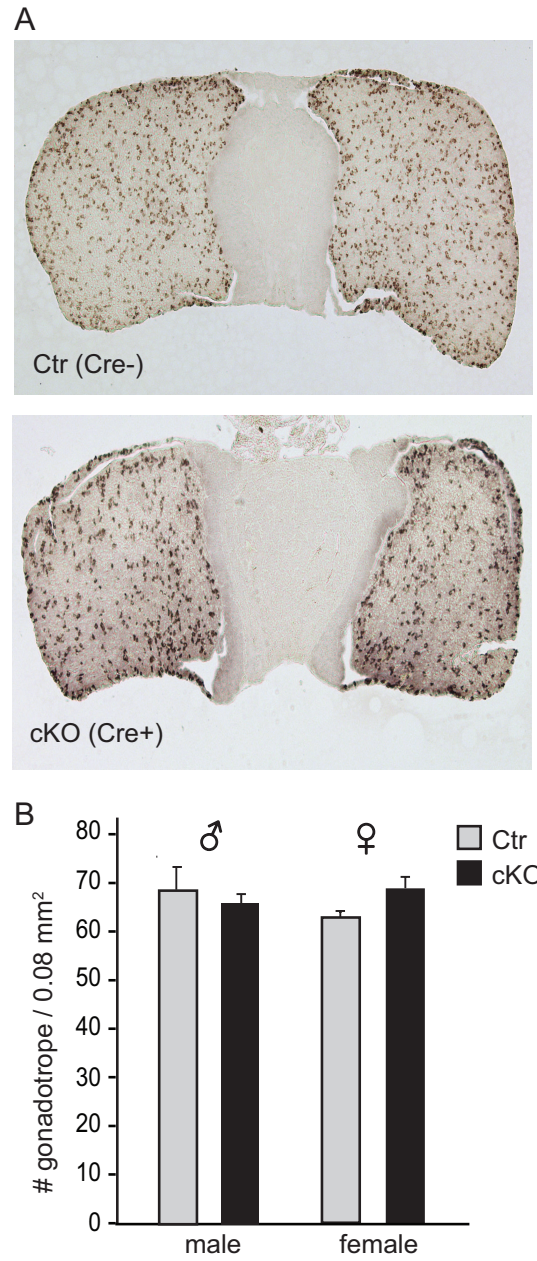 A
Ctr (Cre-)
cKO (Cre+)
B
♂ ♀
Ctr
cKO
# gonadotrope / 0.08 mm²
80
70
60
50
40
30
20
10
0
male female